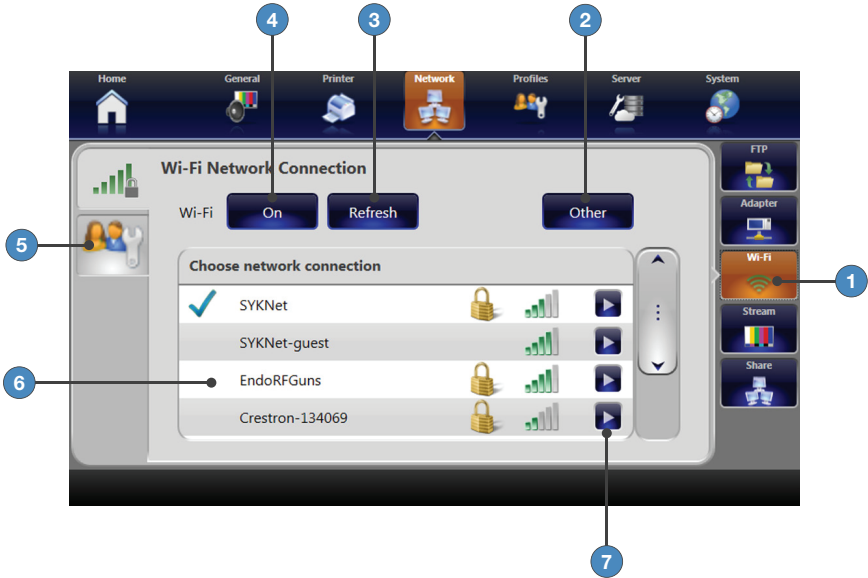 4 3 2
Home General Printer Network Profiles Server System
Wi-Fi Network Connection
FTP
Wi-Fi On Refresh Other
Adapter
5
Choose network connection
Wi-Fi
1
SYKNet
Stream
SYKNet-guest
Share
6
EndoRFGuns
Crestron-134069
7